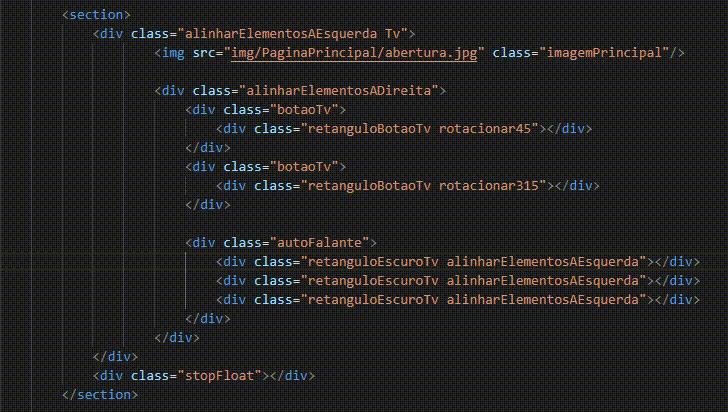 <section>
<div class="alinharElementosAEsquerda Tv">
<img src="img/PaginaPrincipal/abertura.jpg" class="imagemPrincipal"/>
<div class="alinharElementosADireita">
<div class="botaoTv">
<div class="retanguloBotaoTv rotacionar45"></div>
</div>
<div class="botaoTv">
<div class="retanguloBotaoTv rotacionar315"></div>
</div>
<div class="autoFalante">
<div class="retanguloEscuroTv alinharElementosAEsquerda"></div>
<div class="retanguloEscuroTv alinharElementosAEsquerda"></div>
<div class="retanguloEscuroTv alinharElementosAEsquerda"></div>
</div>
</div>
</div>
<div class="stopFloat"></div>
</section>